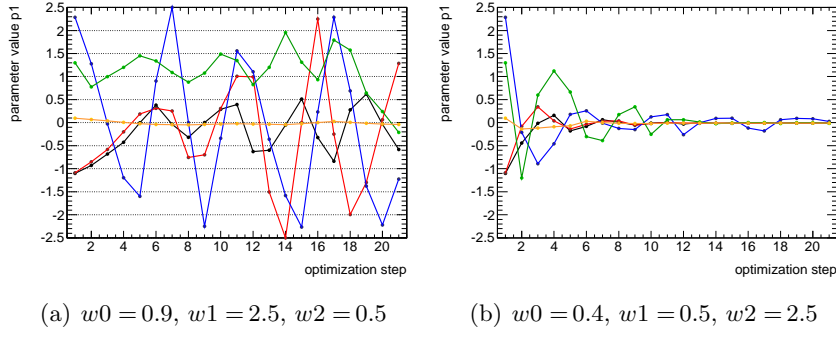 parameter value p1
2.5
2
1.5
1
0.5
0
-0.5
-1
-1.5
-2
-2.5
2 4 6 8 10 12 14 16 18 20
optimization step
(a) w0 = 0.9, w1 = 2.5, w2 = 0.5
parameter value p1
2.5
2
1.5
1
0.5
0
-0.5
-1
-1.5
-2
-2.5
2 4 6 8 10 12 14 16 18 20
optimization step
(b) w0 = 0.4, w1 = 0.5, w2 = 2.5